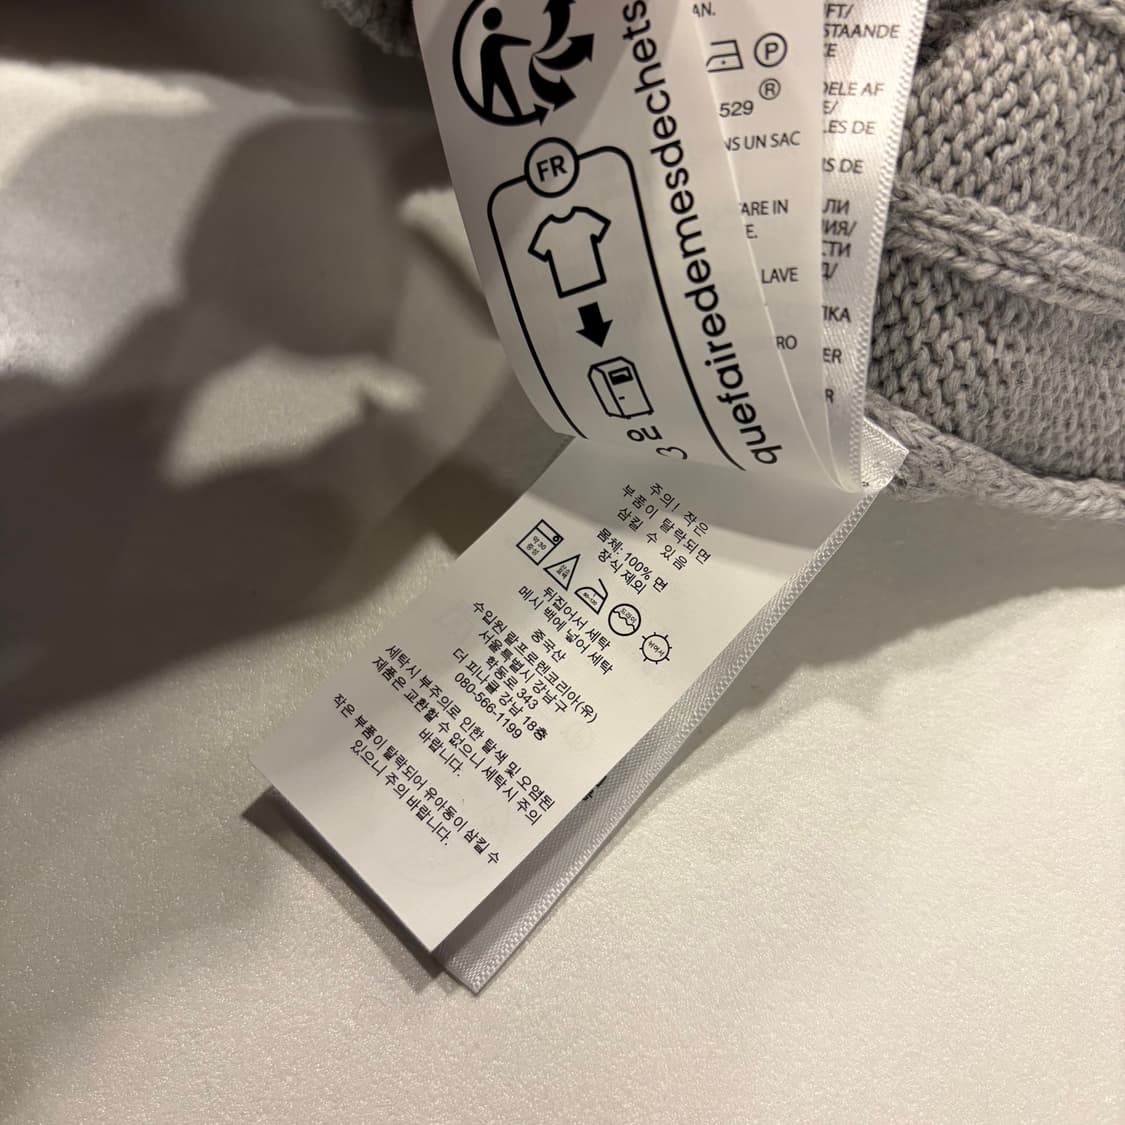 FR
quefairedemesdechets
AN.
P
®
529
NS UN SAC
ARE IN
E.
LAVE
RO
FT/
STAANDE
CE
DELE AF
E/
LES DE
IS DE
ЛИ
ИЯ/
СТИ
Д/
IKA
ER
R
주의! 작은
부품이 탈락되면
삼킬 수 있음
몸체: 100% 면
장식 제외
약 30
중성
뒤집어서 세탁
메시 백에 넣어 세탁
중국산
수입원 랄프로렌코리아(유)
서울특별시 강남구
학동로 343
더 피나클 강남 18층
080-566-1199
세탁시 부주의로 인한 탈색 및 오염된
제품은 교환할 수 없으니 세탁시 주의
바랍니다.
작은 부품이 탈락되어 유아동이 삼킬 수
있으니 주의 바랍니다.